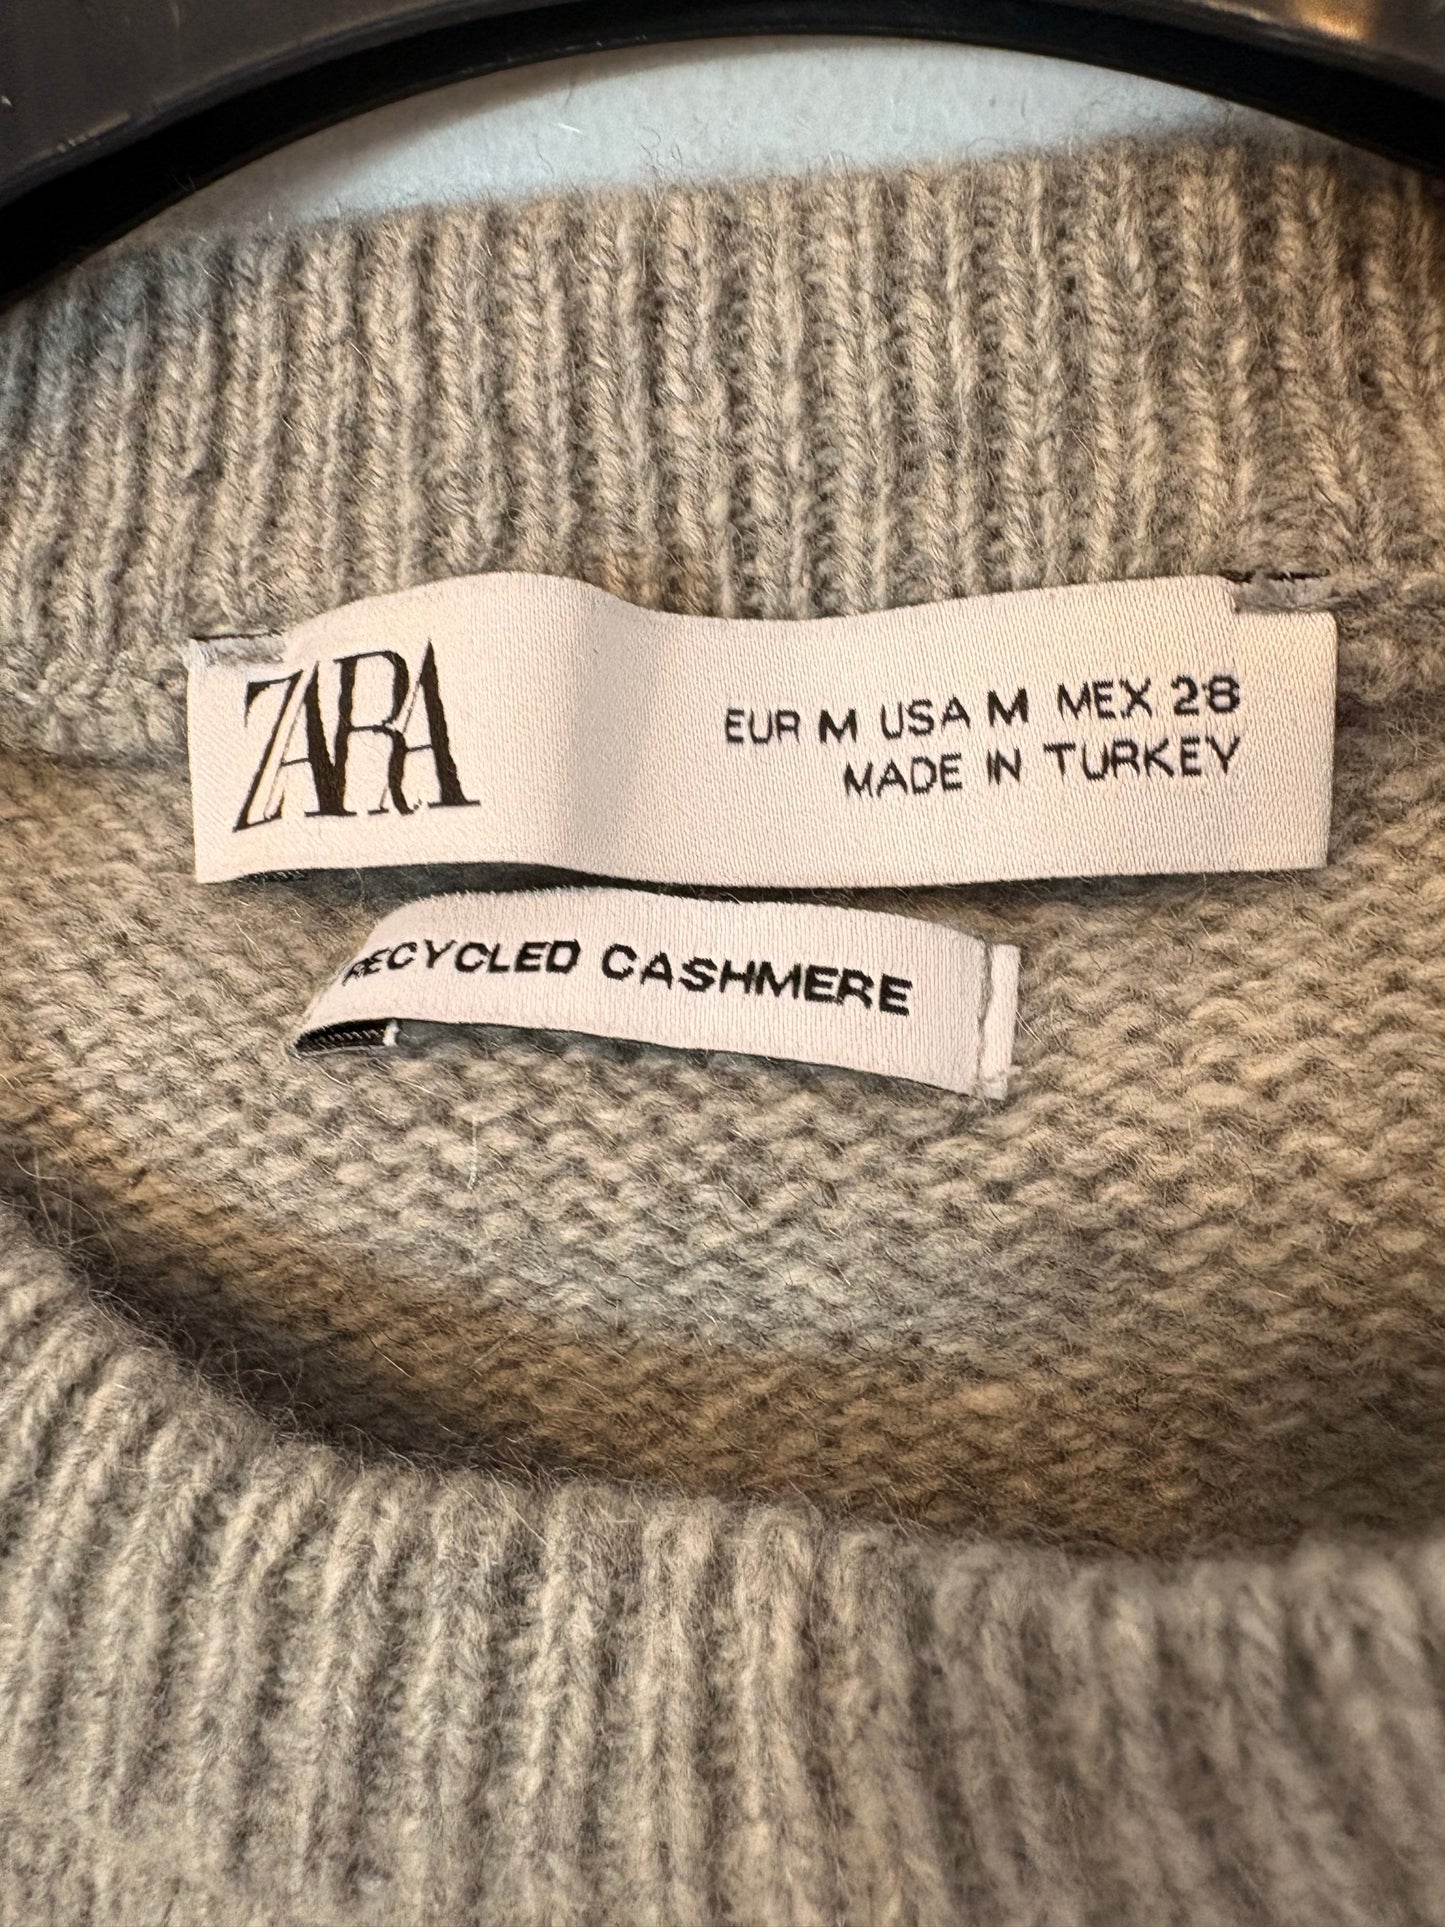 ZARA
EUR M USA M MEX 28
MADE IN TURKEY
RECYCLED CASHMERE